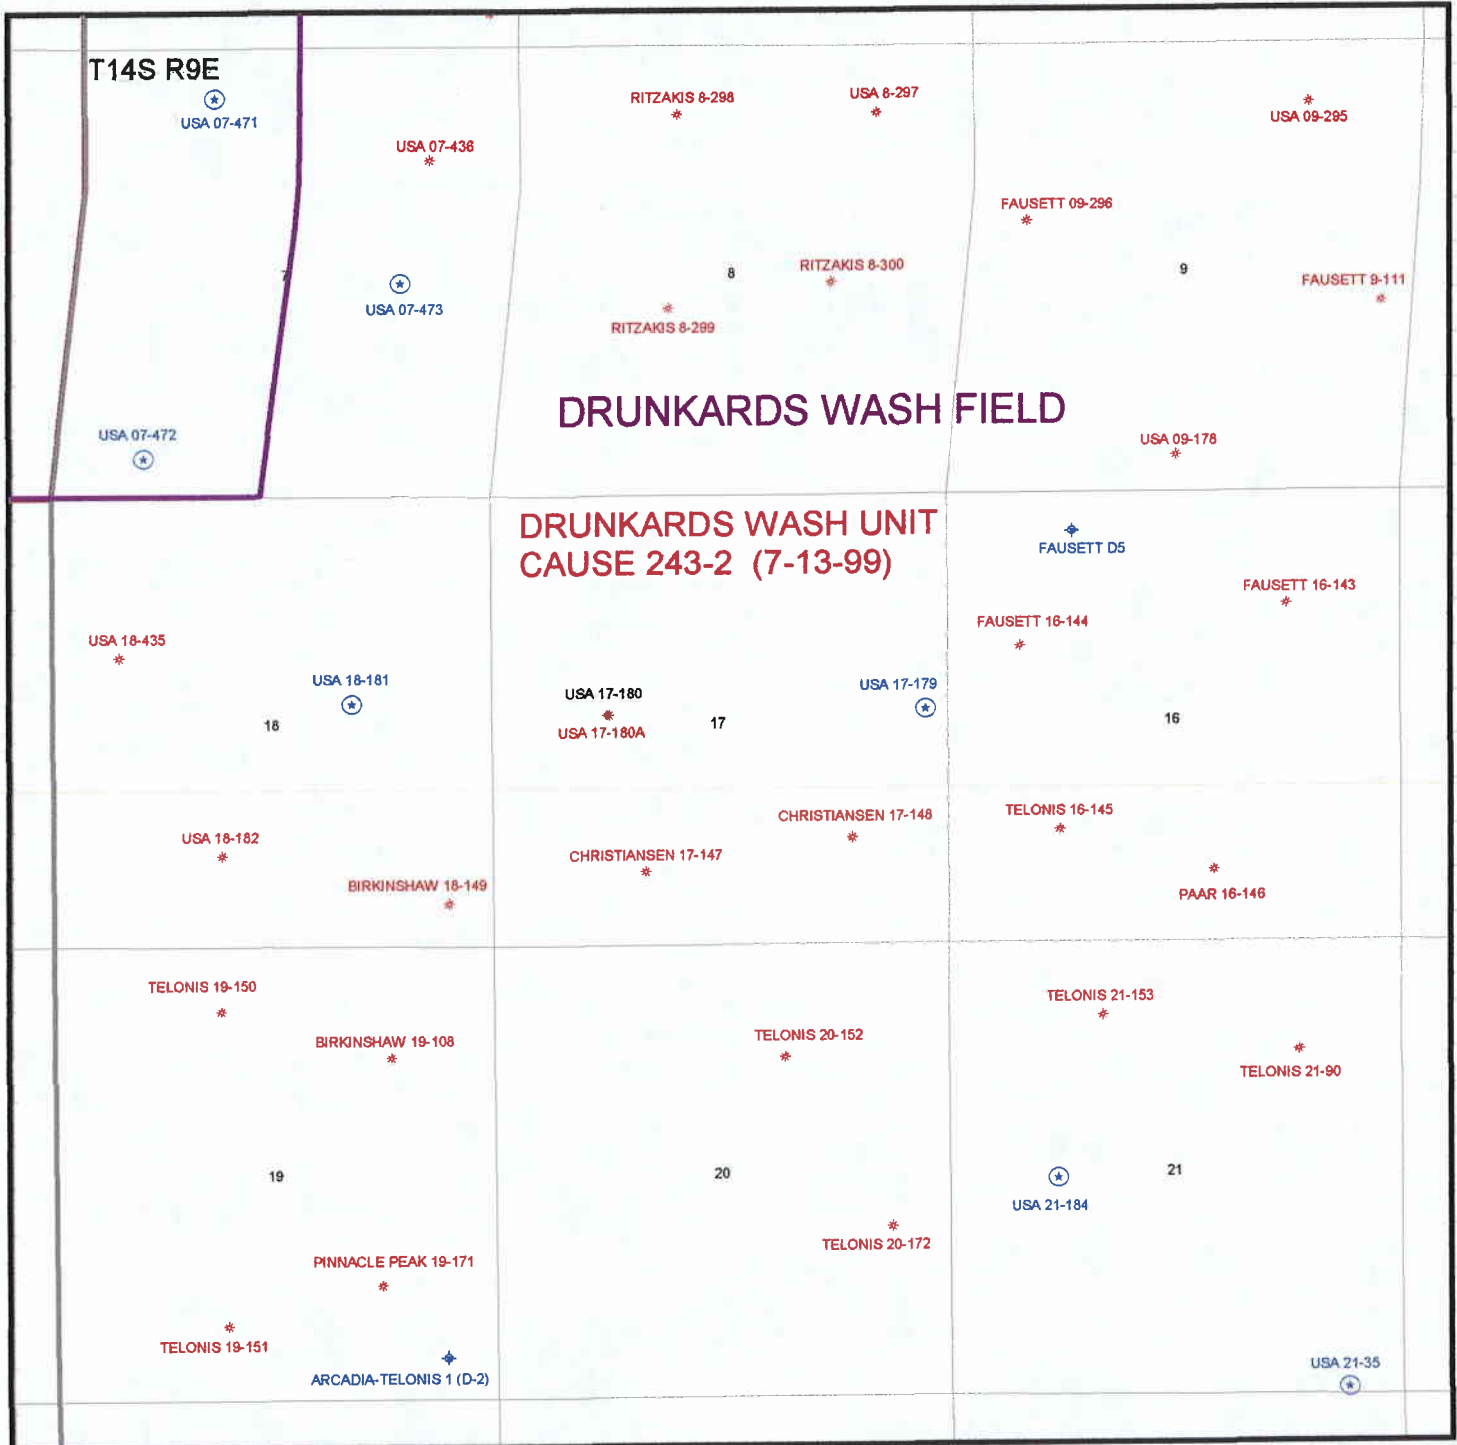 T14S R9E
USA 07-471
USA 07-436
RITZAKIS 8-298
USA 8-297
USA 09-295
FAUSETT 09-296
7
USA 07-473
8
RITZAKIS 8-300
9
FAUSETT 9-111
RITZAKIS 8-299
DRUNKARDS WASH FIELD
USA 07-472
USA 09-178
DRUNKARDS WASH UNIT
CAUSE 243-2 (7-13-99)
FAUSETT D5
FAUSETT 16-143
FAUSETT 16-144
USA 18-435
USA 18-181
USA 17-180
USA 17-179
18
USA 17-180A
17
16
USA 18-182
BIRKINSHAW 18-149
CHRISTIANSEN 17-147
CHRISTIANSEN 17-148
TELONIS 16-145
PAAR 16-146
TELONIS 19-150
BIRKINSHAW 19-108
TELONIS 20-152
TELONIS 21-153
TELONIS 21-90
19
20
21
USA 21-184
TELONIS 20-172
PINNACLE PEAK 19-171
TELONIS 19-151
ARCADIA-TELONIS 1 (D-2)
USA 21-35